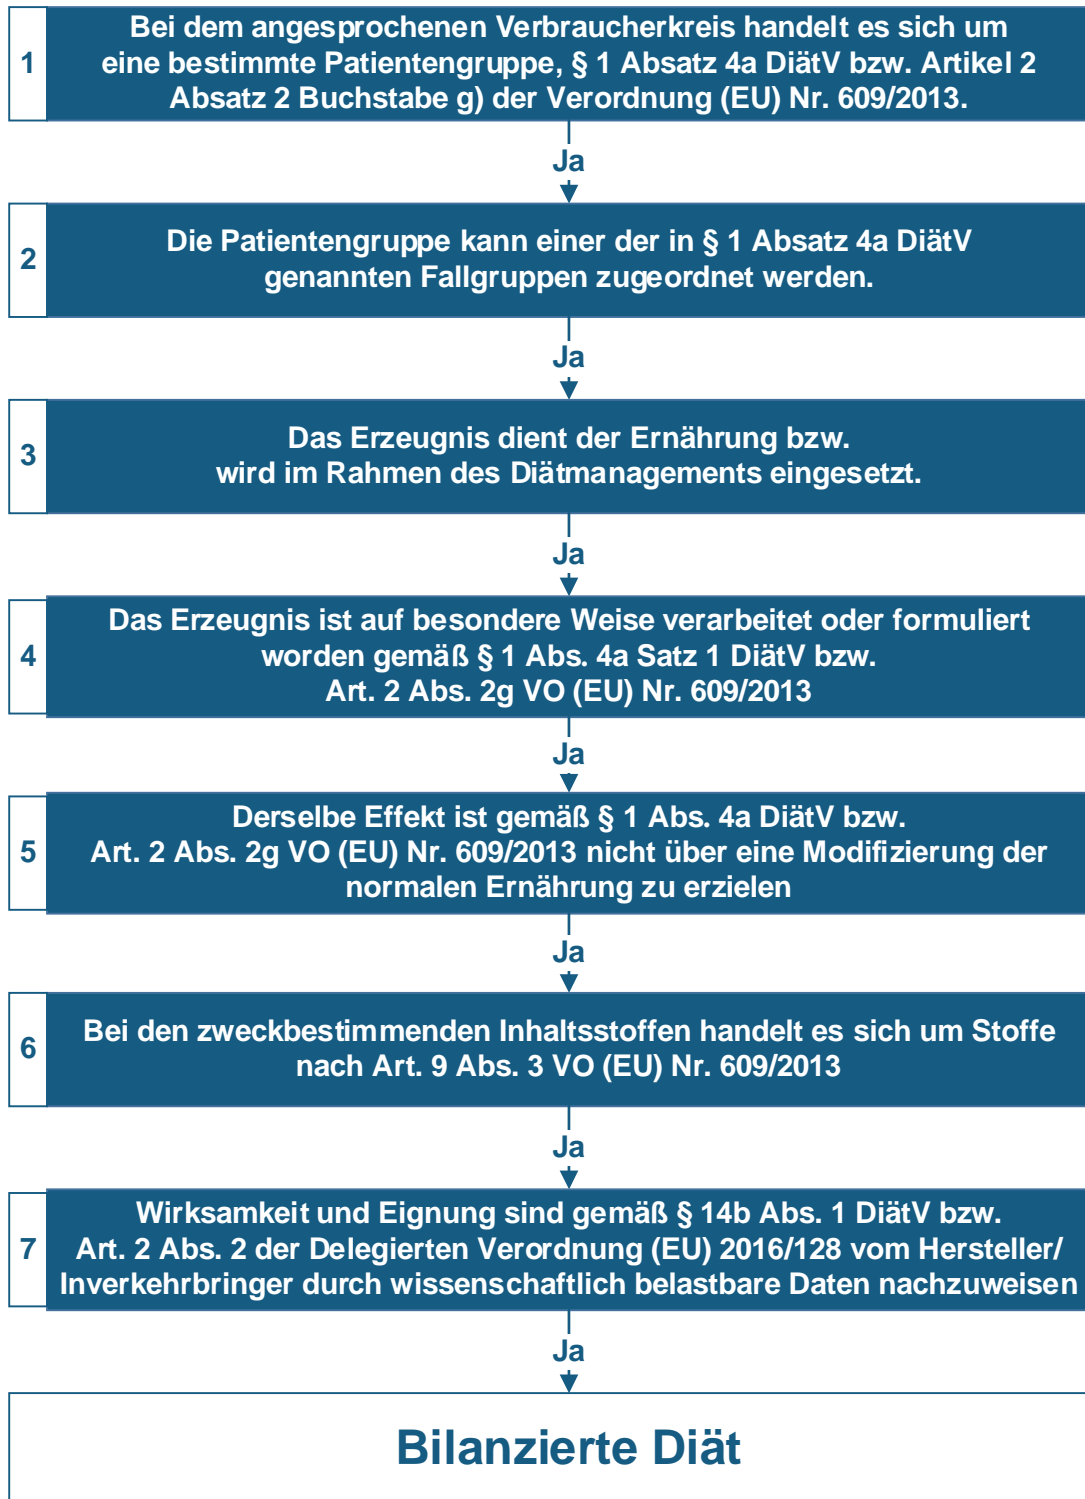 1
Bei dem angesprochenen Verbraucherkreis handelt es sich um
eine bestimmte Patientengruppe, § 1 Absatz 4a DiätV bzw. Artikel 2
Absatz 2 Buchstabe g) der Verordnung (EU) Nr. 609/2013.
Ja
2
Die Patientengruppe kann einer der in § 1 Absatz 4a DiätV
genannten Fallgruppen zugeordnet werden.
Ja
3
Das Erzeugnis dient der Ernährung bzw.
wird im Rahmen des Diätmanagements eingesetzt.
Ja
4
Das Erzeugnis ist auf besondere Weise verarbeitet oder formuliert
worden gemäß § 1 Abs. 4a Satz 1 DiätV bzw.
Art. 2 Abs. 2g VO (EU) Nr. 609/2013
Ja
5
Derselbe Effekt ist gemäß § 1 Abs. 4a DiätV bzw.
Art. 2 Abs. 2g VO (EU) Nr. 609/2013 nicht über eine Modifizierung der
normalen Ernährung zu erzielen
Ja
6
Bei den zweckbestimmenden Inhaltsstoffen handelt es sich um Stoffe
nach Art. 9 Abs. 3 VO (EU) Nr. 609/2013
Ja
7
Wirksamkeit und Eignung sind gemäß § 14b Abs. 1 DiätV bzw.
Art. 2 Abs. 2 der Delegierten Verordnung (EU) 2016/128 vom Hersteller/
Inverkehrbringer durch wissenschaftlich belastbare Daten nachzuweisen
Ja
Bilanzierte Diät